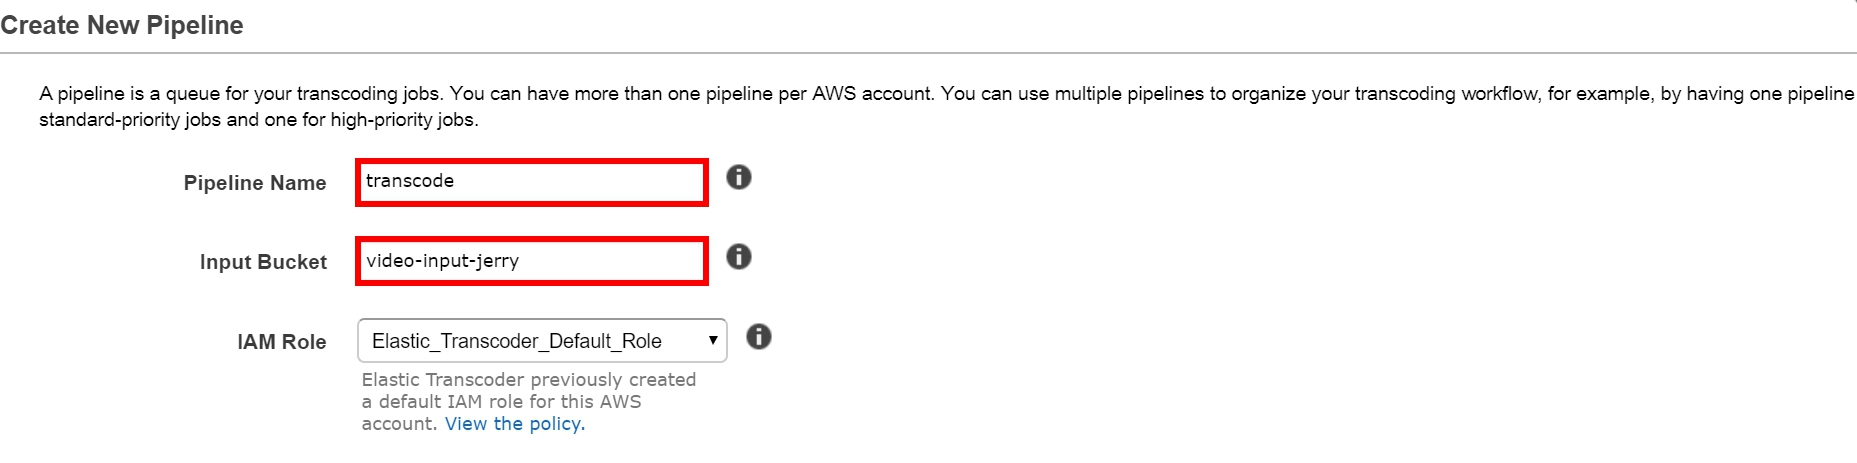 Create New Pipeline
A pipeline is a queue for your transcoding jobs. You can have more than one pipeline per AWS account. You can use multiple pipelines to organize your transcoding workflow, for example, by having one pipeline
standard-priority jobs and one for high-priority jobs.
Pipeline Name transcode
Input Bucket video-input-jerry
IAM Role Elastic_Transcoder_Default_Role
Elastic Transcoder previously created
a default IAM role for this AWS
account. View the policy.